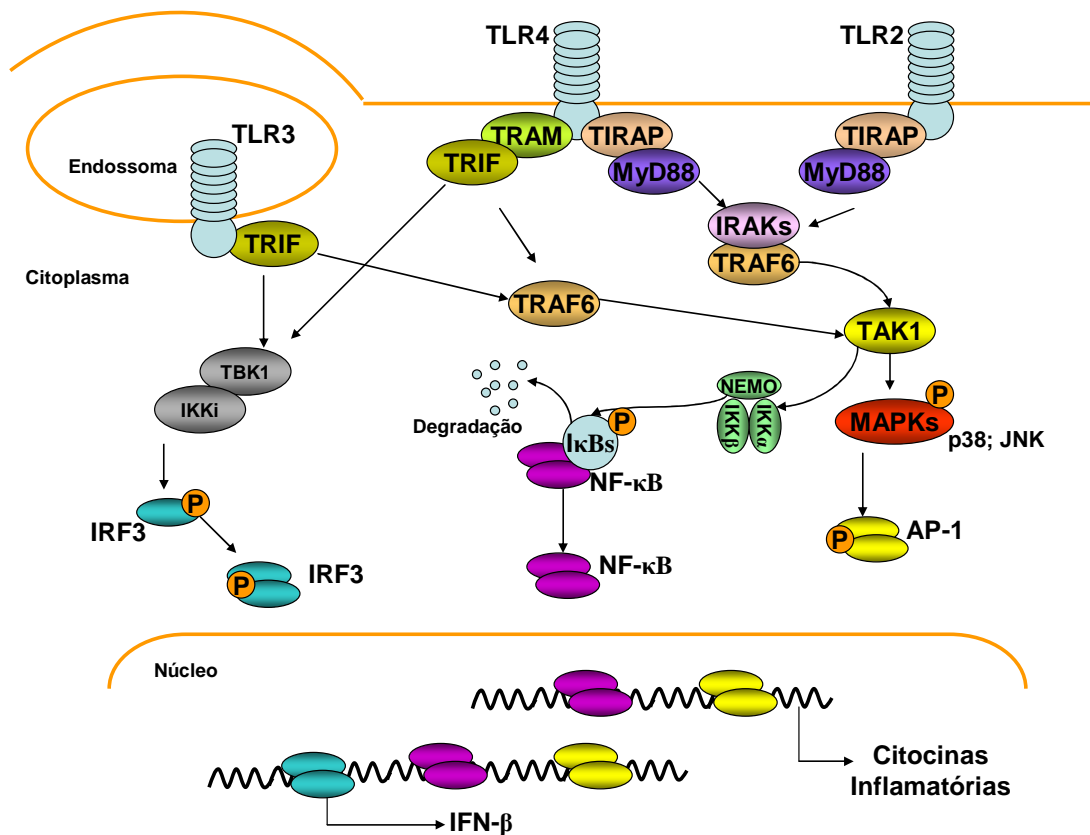 TLR4
TLR2
TLR3
Endossoma
TRAM
TIRAP
TIRAP
TRIF
MyD88
MyD88
TRIF
IRAKs
TRAF6
Citoplasma
TRAF6
TAK1
TBK1
IKKi
NEMO
IKKβ
IKKα
P
MAPKs
p38; JNK
Degradação
P
IκBs
NF-κB
P
IRF3
P
AP-1
P
IRF3
NF-κB
Núcleo
Citocinas
Inflamatórias
IFN-β